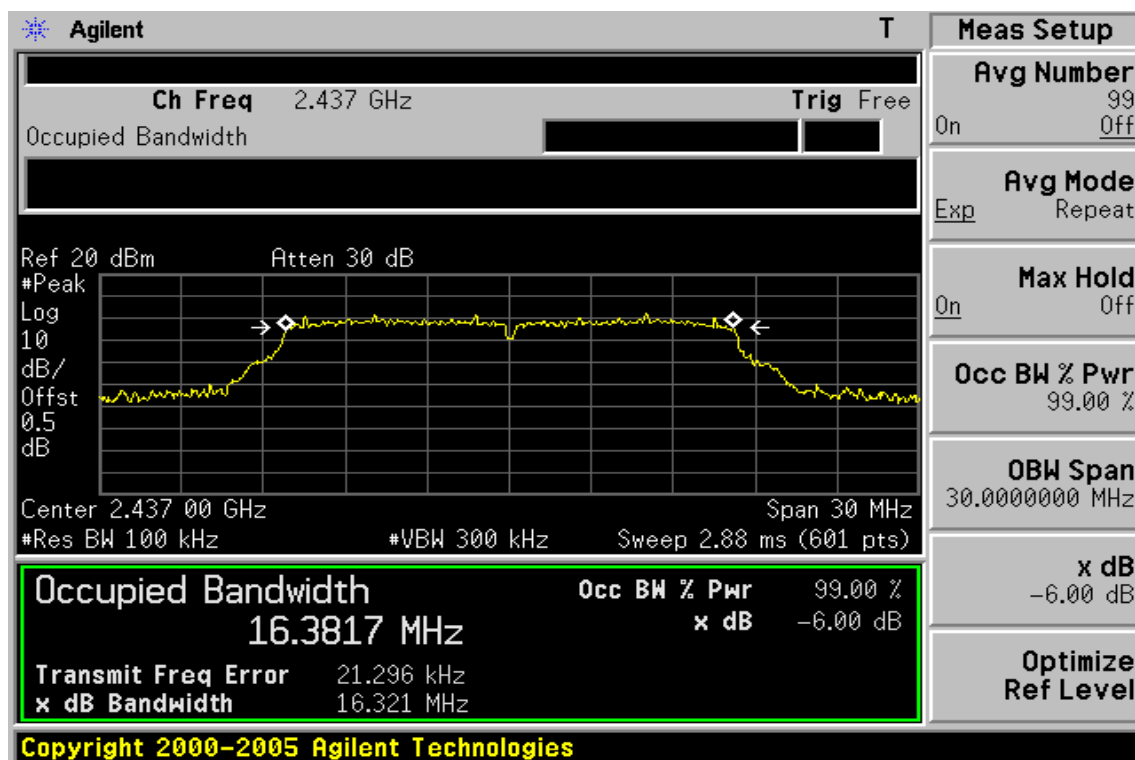 Agilent T
Ch Freq 2.437 GHz Trig Free
Occupied Bandwidth
Ref 20 dBm Atten 30 dB
#Peak
Log
10
dB/
Offst
0.5
dB
Center 2.437 00 GHz Span 30 MHz
#Res BW 100 kHz #VBW 300 kHz Sweep 2.88 ms (601 pts)
Occupied Bandwidth Occ BW % Pwr 99.00 %
16.3817 MHz x dB -6.00 dB
Transmit Freq Error 21.296 kHz
x dB Bandwidth 16.321 MHz
Copyright 2000-2005 Agilent Technologies
Meas Setup
Avg Number
99
On Off
Avg Mode
Exp Repeat
Max Hold
On Off
Occ BW % Pwr
99.00 %
OBW Span
30.0000000 MHz
x dB
-6.00 dB
Optimize
Ref Level